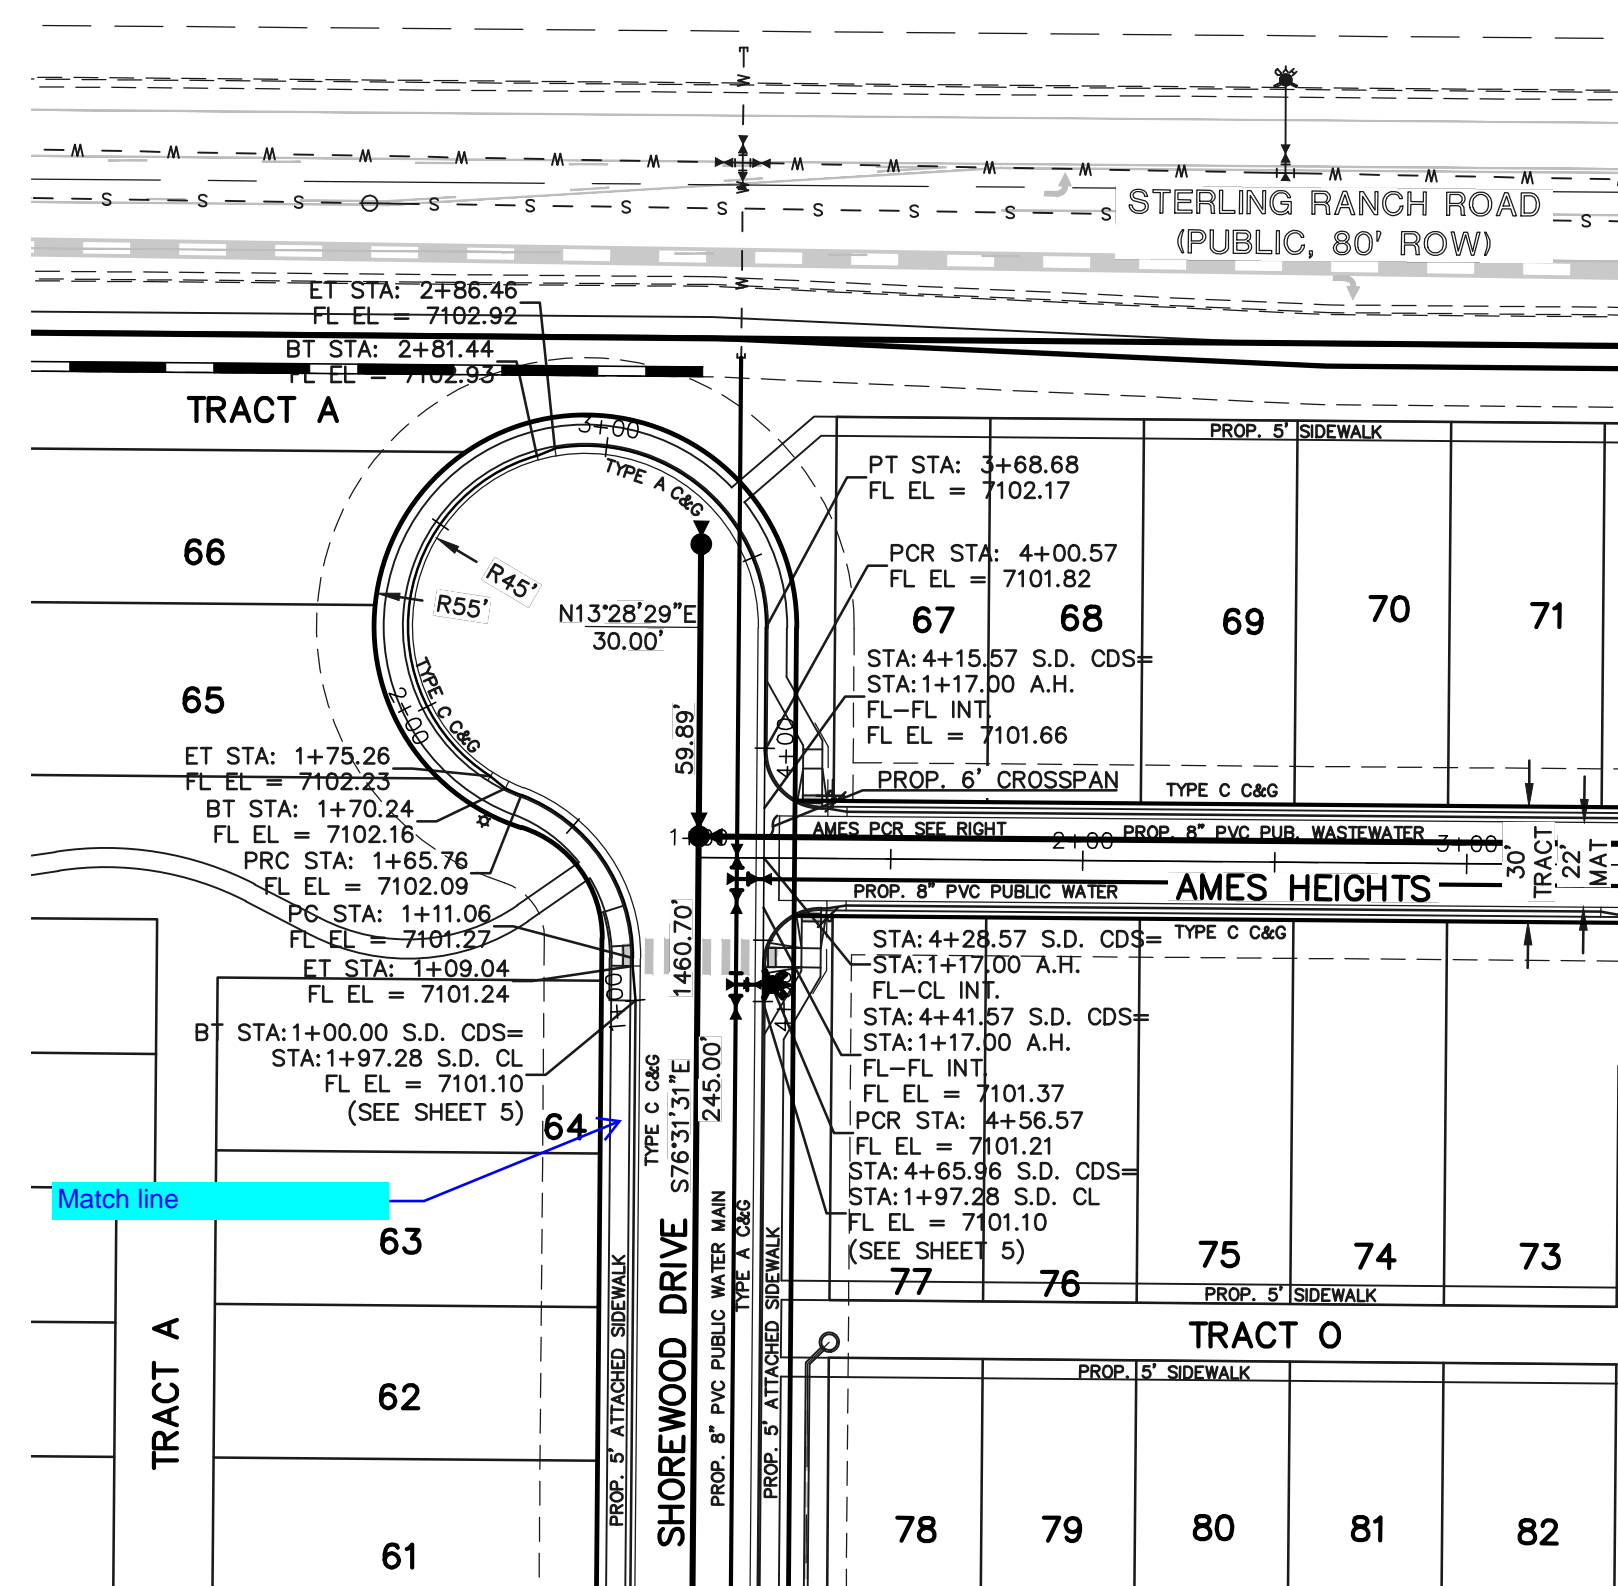 STERLING RANCH ROAD
(PUBLIC, 80' ROW)
ET STA: 2+86.46
FL EL = 7102.92
BT STA: 2+81.44
FL EL = 7102.93
TRACT A
3+00
TYPE A C&G
PROP. 5' SIDEWALK
PT STA: 3+68.68
FL EL = 7102.17
PCR STA: 4+00.57
FL EL = 7101.82
66
R45'
R55'
N13°28'29"E
30.00'
67
68
69
70
71
STA: 4+15.57 S.D. CDS=
STA: 1+17.00 A.H.
FL-FL INT.
FL EL = 7101.66
65
2+00
TYPE C C&G
59.89'
4+00
ET STA: 1+75.26
FL EL = 7102.23
BT STA: 1+70.24
FL EL = 7102.16
PRC STA: 1+65.76
FL EL = 7102.09
PC STA: 1+11.06
FL EL = 7101.27
ET STA: 1+09.04
FL EL = 7101.24
BT STA:1+00.00 S.D. CDS=
STA:1+97.28 S.D. CL
FL EL = 7101.10
(SEE SHEET 5)
PROP. 6' CROSSPAN
TYPE C C&G
AMES PCR SEE RIGHT
PROP. 8" PVC PUB. WASTEWATER
2+00
3+00
30'
TRACT
22'
MAT
PROP. 8" PVC PUBLIC WATER
AMES HEIGHTS
TYPE C C&G
1+00
1460.70'
245.00'
S76°31'31"E
TYPE C C&G
STA: 4+28.57 S.D. CDS=
STA:1+17.00 A.H.
FL-CL INT.
STA: 4+41.57 S.D. CDS=
STA:1+17.00 A.H.
FL-FL INT.
FL EL = 7101.37
PCR STA: 4+56.57
FL EL = 7101.21
STA: 4+65.96 S.D. CDS=
STA:1+97.28 S.D. CL
FL EL = 7101.10
(SEE SHEET 5)
64
Match line
63
77
76
75
74
73
PROP. 5' SIDEWALK
TRACT O
PROP. 5' SIDEWALK
TRACT A
62
61
PROP. 5' ATTACHED SIDEWALK
SHOREWOOD DRIVE
PROP. 8" PVC PUBLIC WATER MAIN
TYPE A C&G
PROP. 5' ATTACHED SIDEWALK
78
79
80
81
82